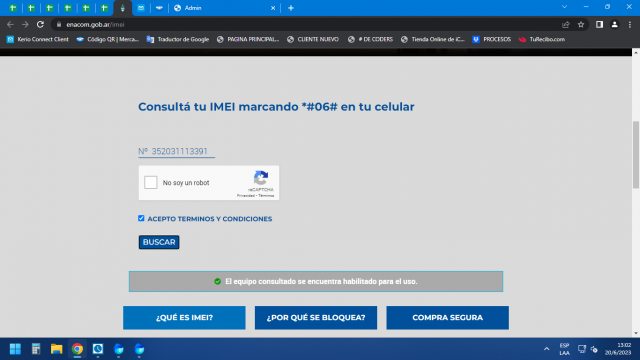 Admin
enacom.gob.ar/imei
Kerio Connect Client
Código QR | Merca...
Traductor de Google
PAGINA PRINCIPAL...
CLIENTE NUEVO
# DE CODERS
Tienda Online de iC...
PROCESOS
TuRecibo.com
Consultá tu IMEI marcando *#06# en tu celular
Nº 352031113391
No soy un robot
reCAPTCHA
Privacidad - Términos
ACEPTO TERMINOS Y CONDICIONES
BUSCAR
El equipo consultado se encuentra habilitado para el uso.
¿QUÉ ES IMEI?
¿POR QUÉ SE BLOQUEA?
COMPRA SEGURA
ESP
LAA
13:02
20/6/2023